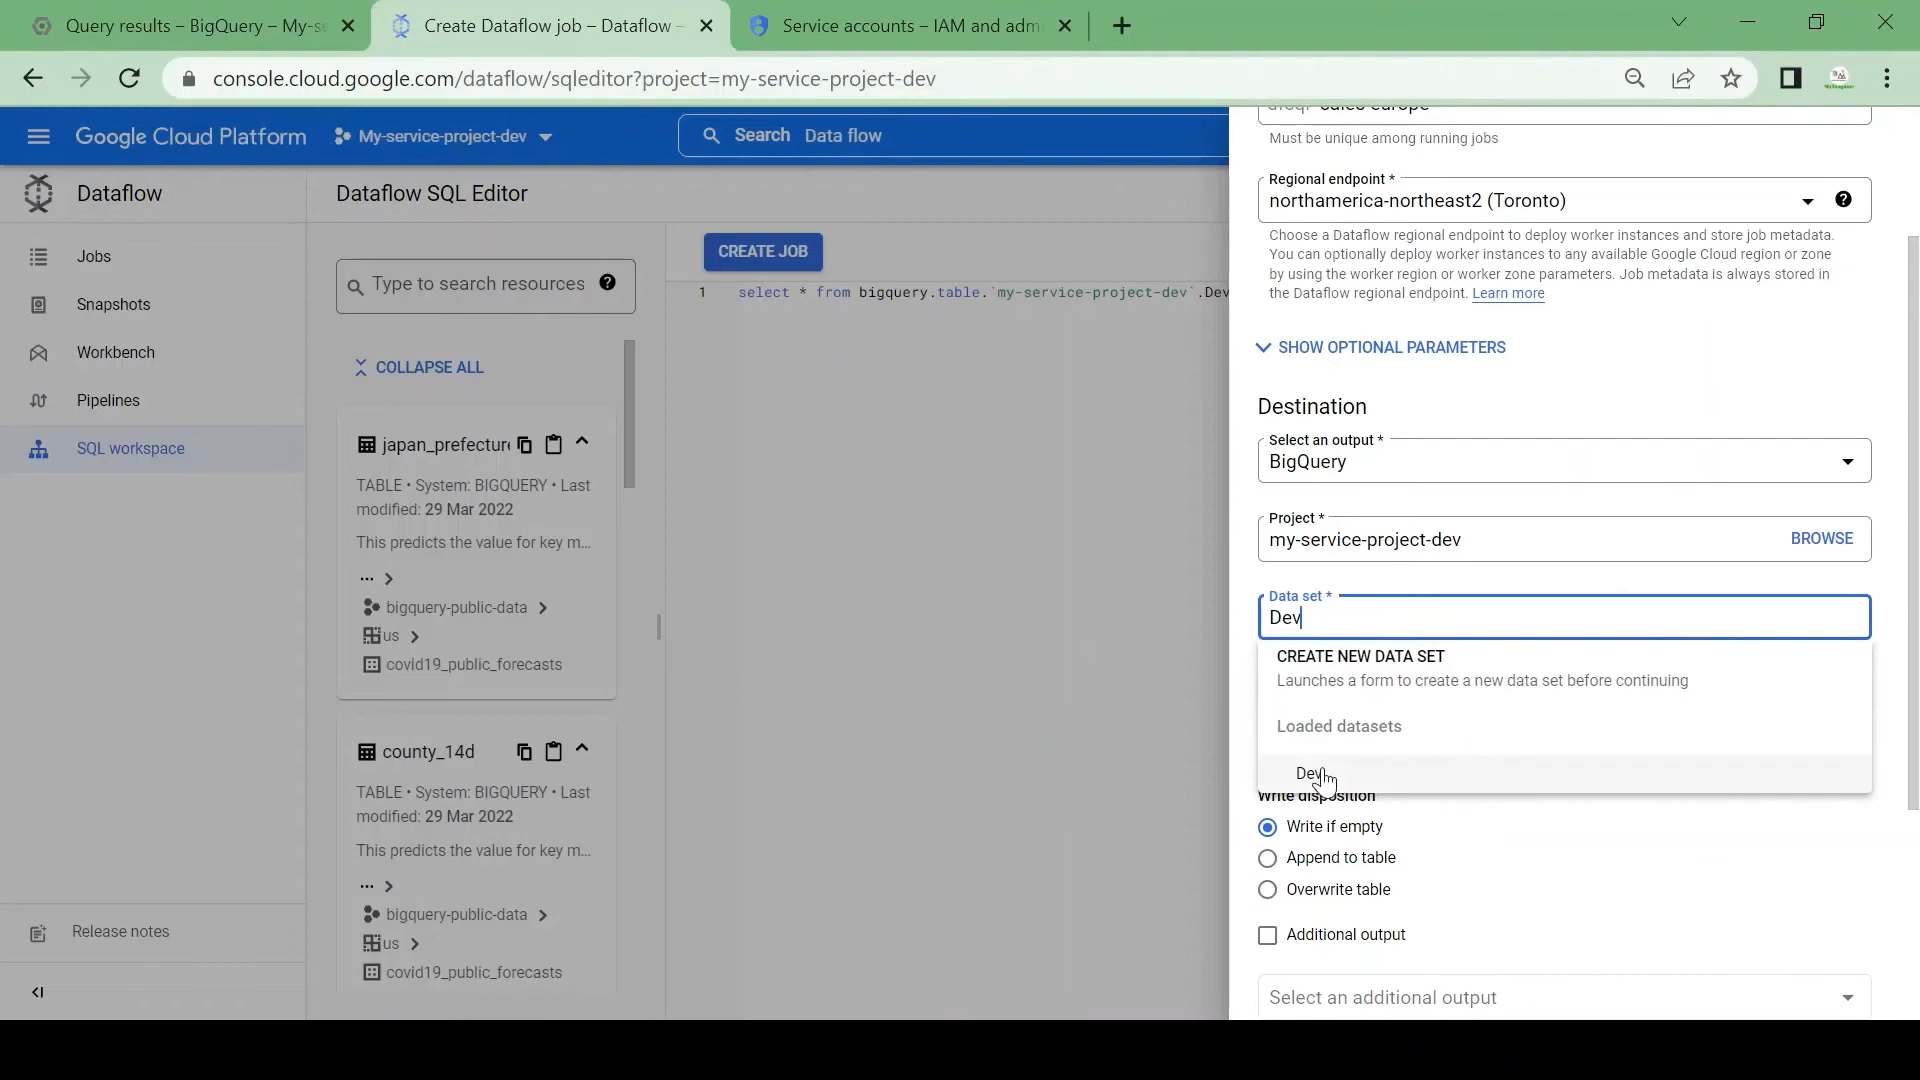 Query results – BigQuery – My-se
Create Dataflow job – Dataflow –
Service accounts – IAM and adm
console.cloud.google.com/dataflow/sqleditor?project=my-service-project-dev
Google Cloud Platform
My-service-project-dev
Search Data flow
Dataflow
Jobs
Snapshots
Workbench
Pipelines
SQL workspace
Release notes
Dataflow SQL Editor
Type to search resources
COLLAPSE ALL
japan_prefecture
TABLE • System: BIGQUERY • Last
modified: 29 Mar 2022
This predicts the value for key m...
...
bigquery-public-data
us
covid19_public_forecasts
county_14d
TABLE • System: BIGQUERY • Last
modified: 29 Mar 2022
This predicts the value for key m...
...
bigquery-public-data
us
covid19_public_forecasts
CREATE JOB
1 select * from bigquery.table.`my-service-project-dev`.Dev
sales-europe
Must be unique among running jobs
Regional endpoint *
northamerica-northeast2 (Toronto)
Choose a Dataflow regional endpoint to deploy worker instances and store job metadata.
You can optionally deploy worker instances to any available Google Cloud region or zone
by using the worker region or worker zone parameters. Job metadata is always stored in
the Dataflow regional endpoint. Learn more
SHOW OPTIONAL PARAMETERS
Destination
Select an output *
BigQuery
Project *
my-service-project-dev
BROWSE
Data set *
Dev
CREATE NEW DATA SET
Launches a form to create a new data set before continuing
Loaded datasets
Dev
Write disposition
Write if empty
Append to table
Overwrite table
Additional output
Select an additional output